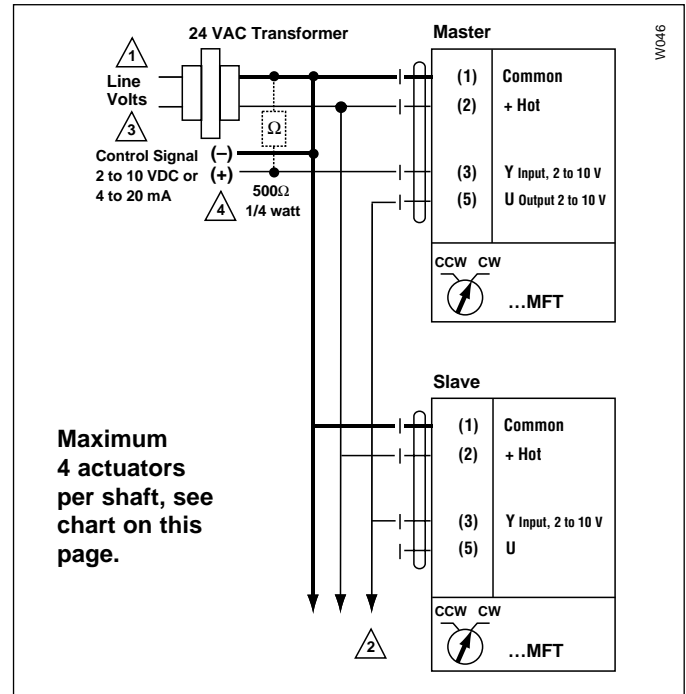 24 VAC Transformer
Master
W046
1
Line
Volts
3
Ω
Control Signal (–)
2 to 10 VDC or (+)
4 to 20 mA
4
500Ω
1/4 watt
(1) Common
(2) + Hot
(3) Y Input, 2 to 10 V
(5) U Output 2 to 10 V
CCW CW
...MFT
Slave
(1) Common
(2) + Hot
(3) Y Input, 2 to 10 V
(5) U
CCW CW
...MFT
Maximum
4 actuators
per shaft, see
chart on this
page.
2